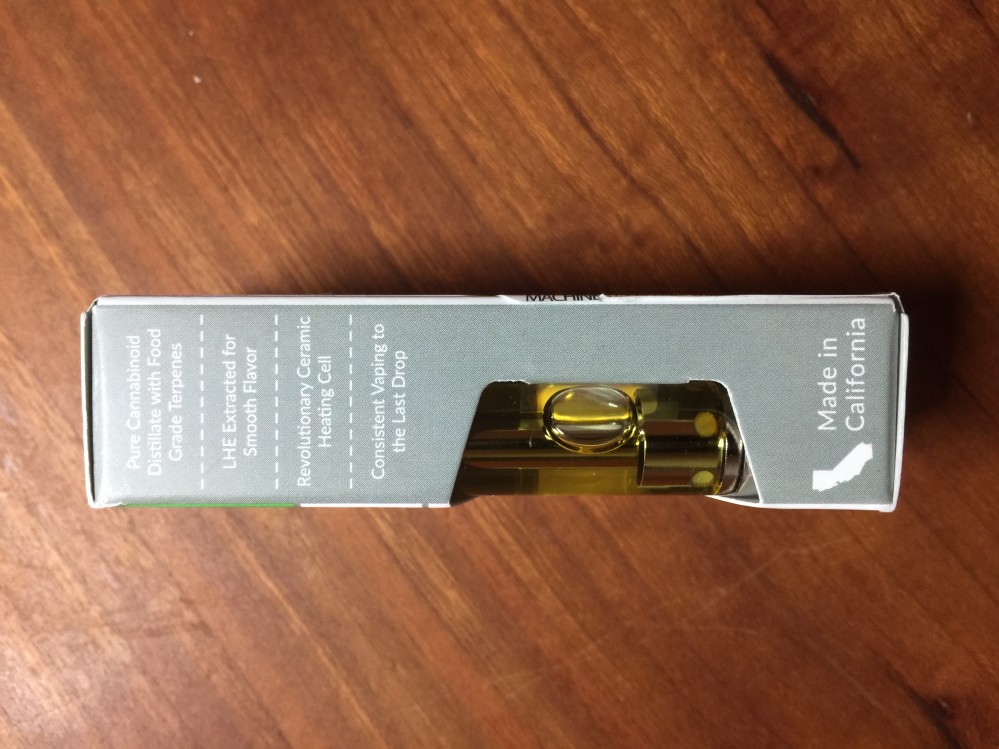 Pure Cannabinoid
Distillate with Food
Grade Terpenes
LHE Extracted for
Smooth Flavor
Revolutionary Ceramic
Heating Cell
Consistent Vaping to
the Last Drop
Made in
California
MACHINE